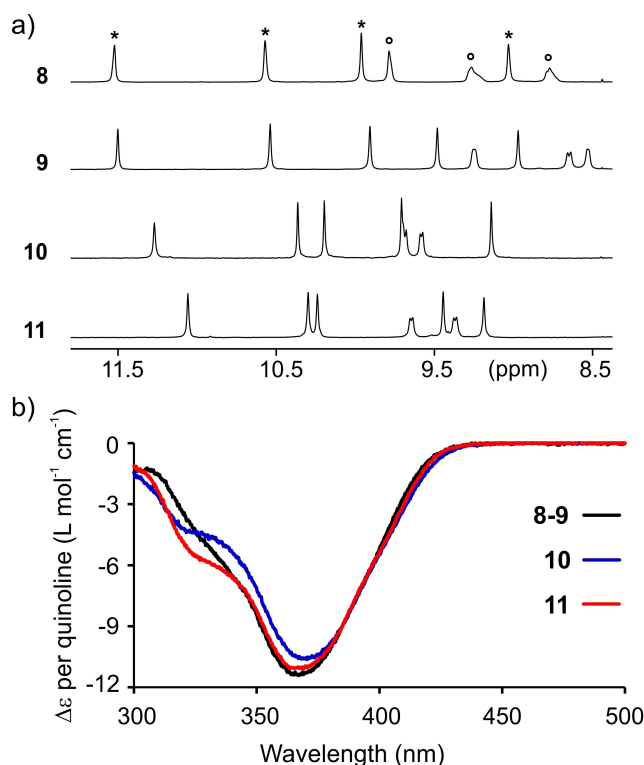 a)
* * * ° ° °
8
9
10
11
11.5 10.5 9.5 (ppm) 8.5
b)
Δε per quinoline (L mol⁻¹ cm⁻¹)
0
-3
-6
-9
-12
8-9
10
11
300 350 400 450 500
Wavelength (nm)